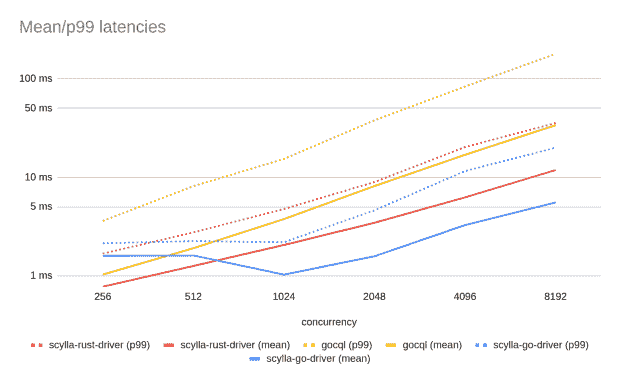 Mean/p99 latencies
100 ms
50 ms
10 ms
5 ms
1 ms
256 512 1024 2048 4096 8192
concurrency
scylla-rust-driver (p99) scylla-rust-driver (mean) gocql (p99) gocql (mean) scylla-go-driver (p99)
scylla-go-driver (mean)